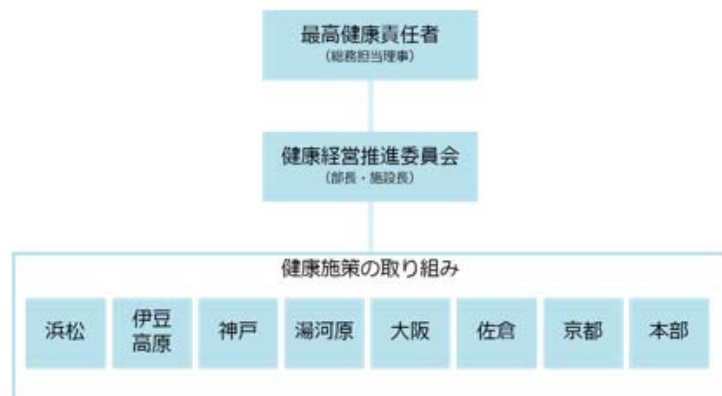 最高健康責任者
（総務担当理事）
健康経営推進委員会
（部長・施設長）
健康施策の取り組み
浜松
伊豆
高原
神戸
湯河原
大阪
佐倉
京都
本部